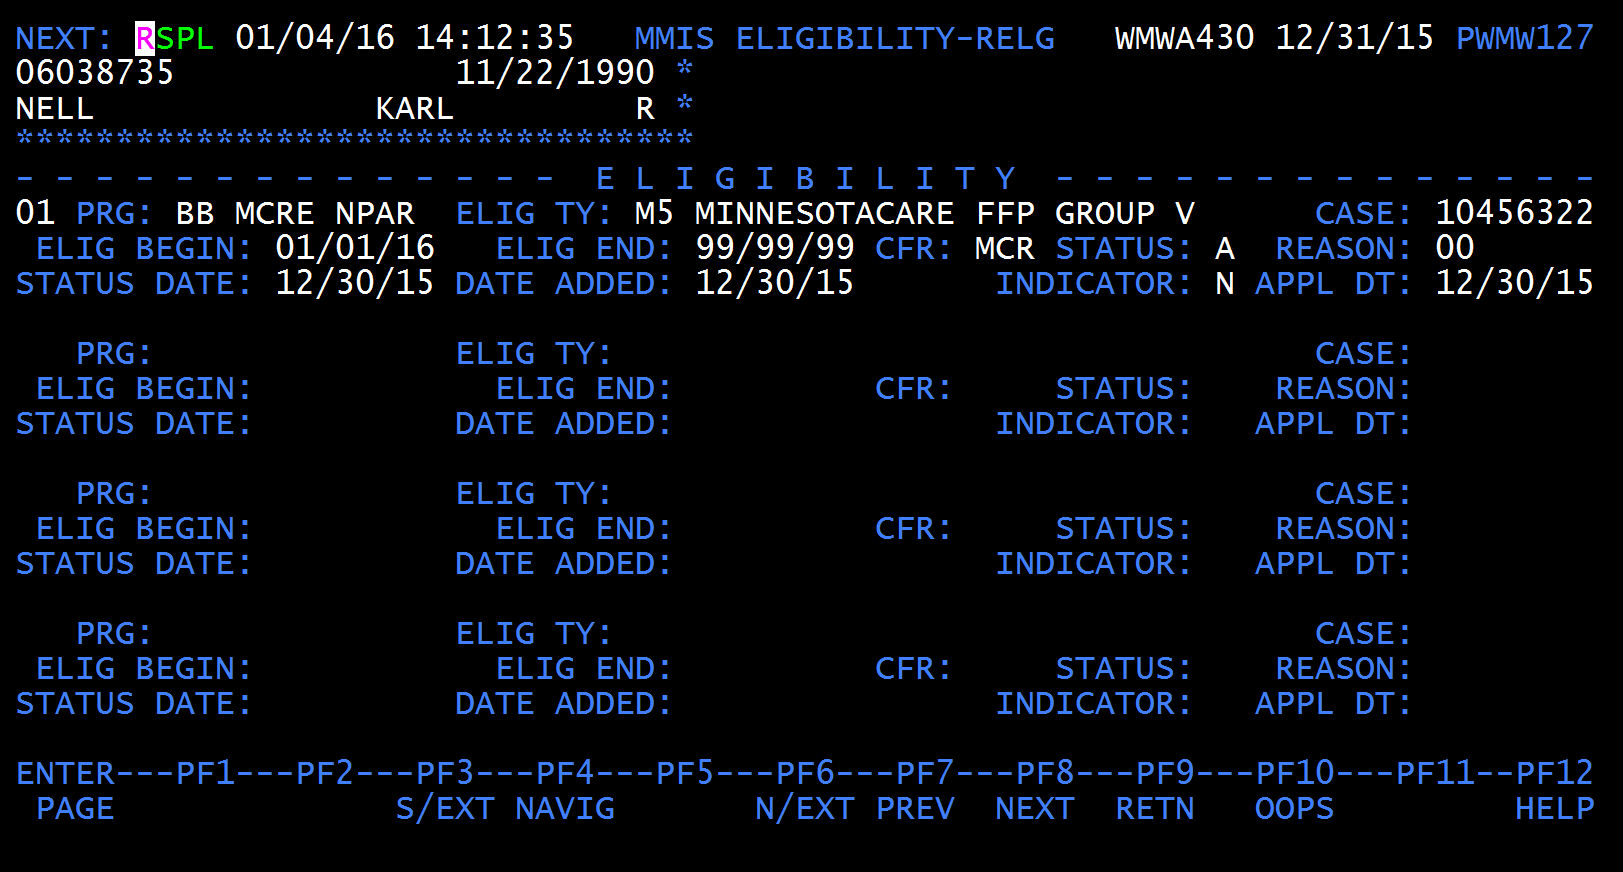 NEXT: RSPL 01/04/16 14:12:35 MMIS ELIGIBILITY-RELG WMWA430 12/31/15 PWMW127
06038735 11/22/1990 *
NELL KARL R *
**********************************
- - - - - - - - - - - - - - E L I G I B I L I T Y - - - - - - - - - - - - - -
01 PRG: BB MCRE NPAR ELIG TY: M5 MINNESOTACARE FFP GROUP V CASE: 10456322
ELIG BEGIN: 01/01/16 ELIG END: 99/99/99 CFR: MCR STATUS: A REASON: 00
STATUS DATE: 12/30/15 DATE ADDED: 12/30/15 INDICATOR: N APPL DT: 12/30/15
PRG: ELIG TY: CASE:
ELIG BEGIN: ELIG END: CFR: STATUS: REASON:
STATUS DATE: DATE ADDED: INDICATOR: APPL DT:
PRG: ELIG TY: CASE:
ELIG BEGIN: ELIG END: CFR: STATUS: REASON:
STATUS DATE: DATE ADDED: INDICATOR: APPL DT:
PRG: ELIG TY: CASE:
ELIG BEGIN: ELIG END: CFR: STATUS: REASON:
STATUS DATE: DATE ADDED: INDICATOR: APPL DT:
ENTER---PF1---PF2---PF3---PF4---PF5---PF6---PF7---PF8---PF9---PF10---PF11--PF12
PAGE S/EXT NAVIG N/EXT PREV NEXT RETN OOPS HELP